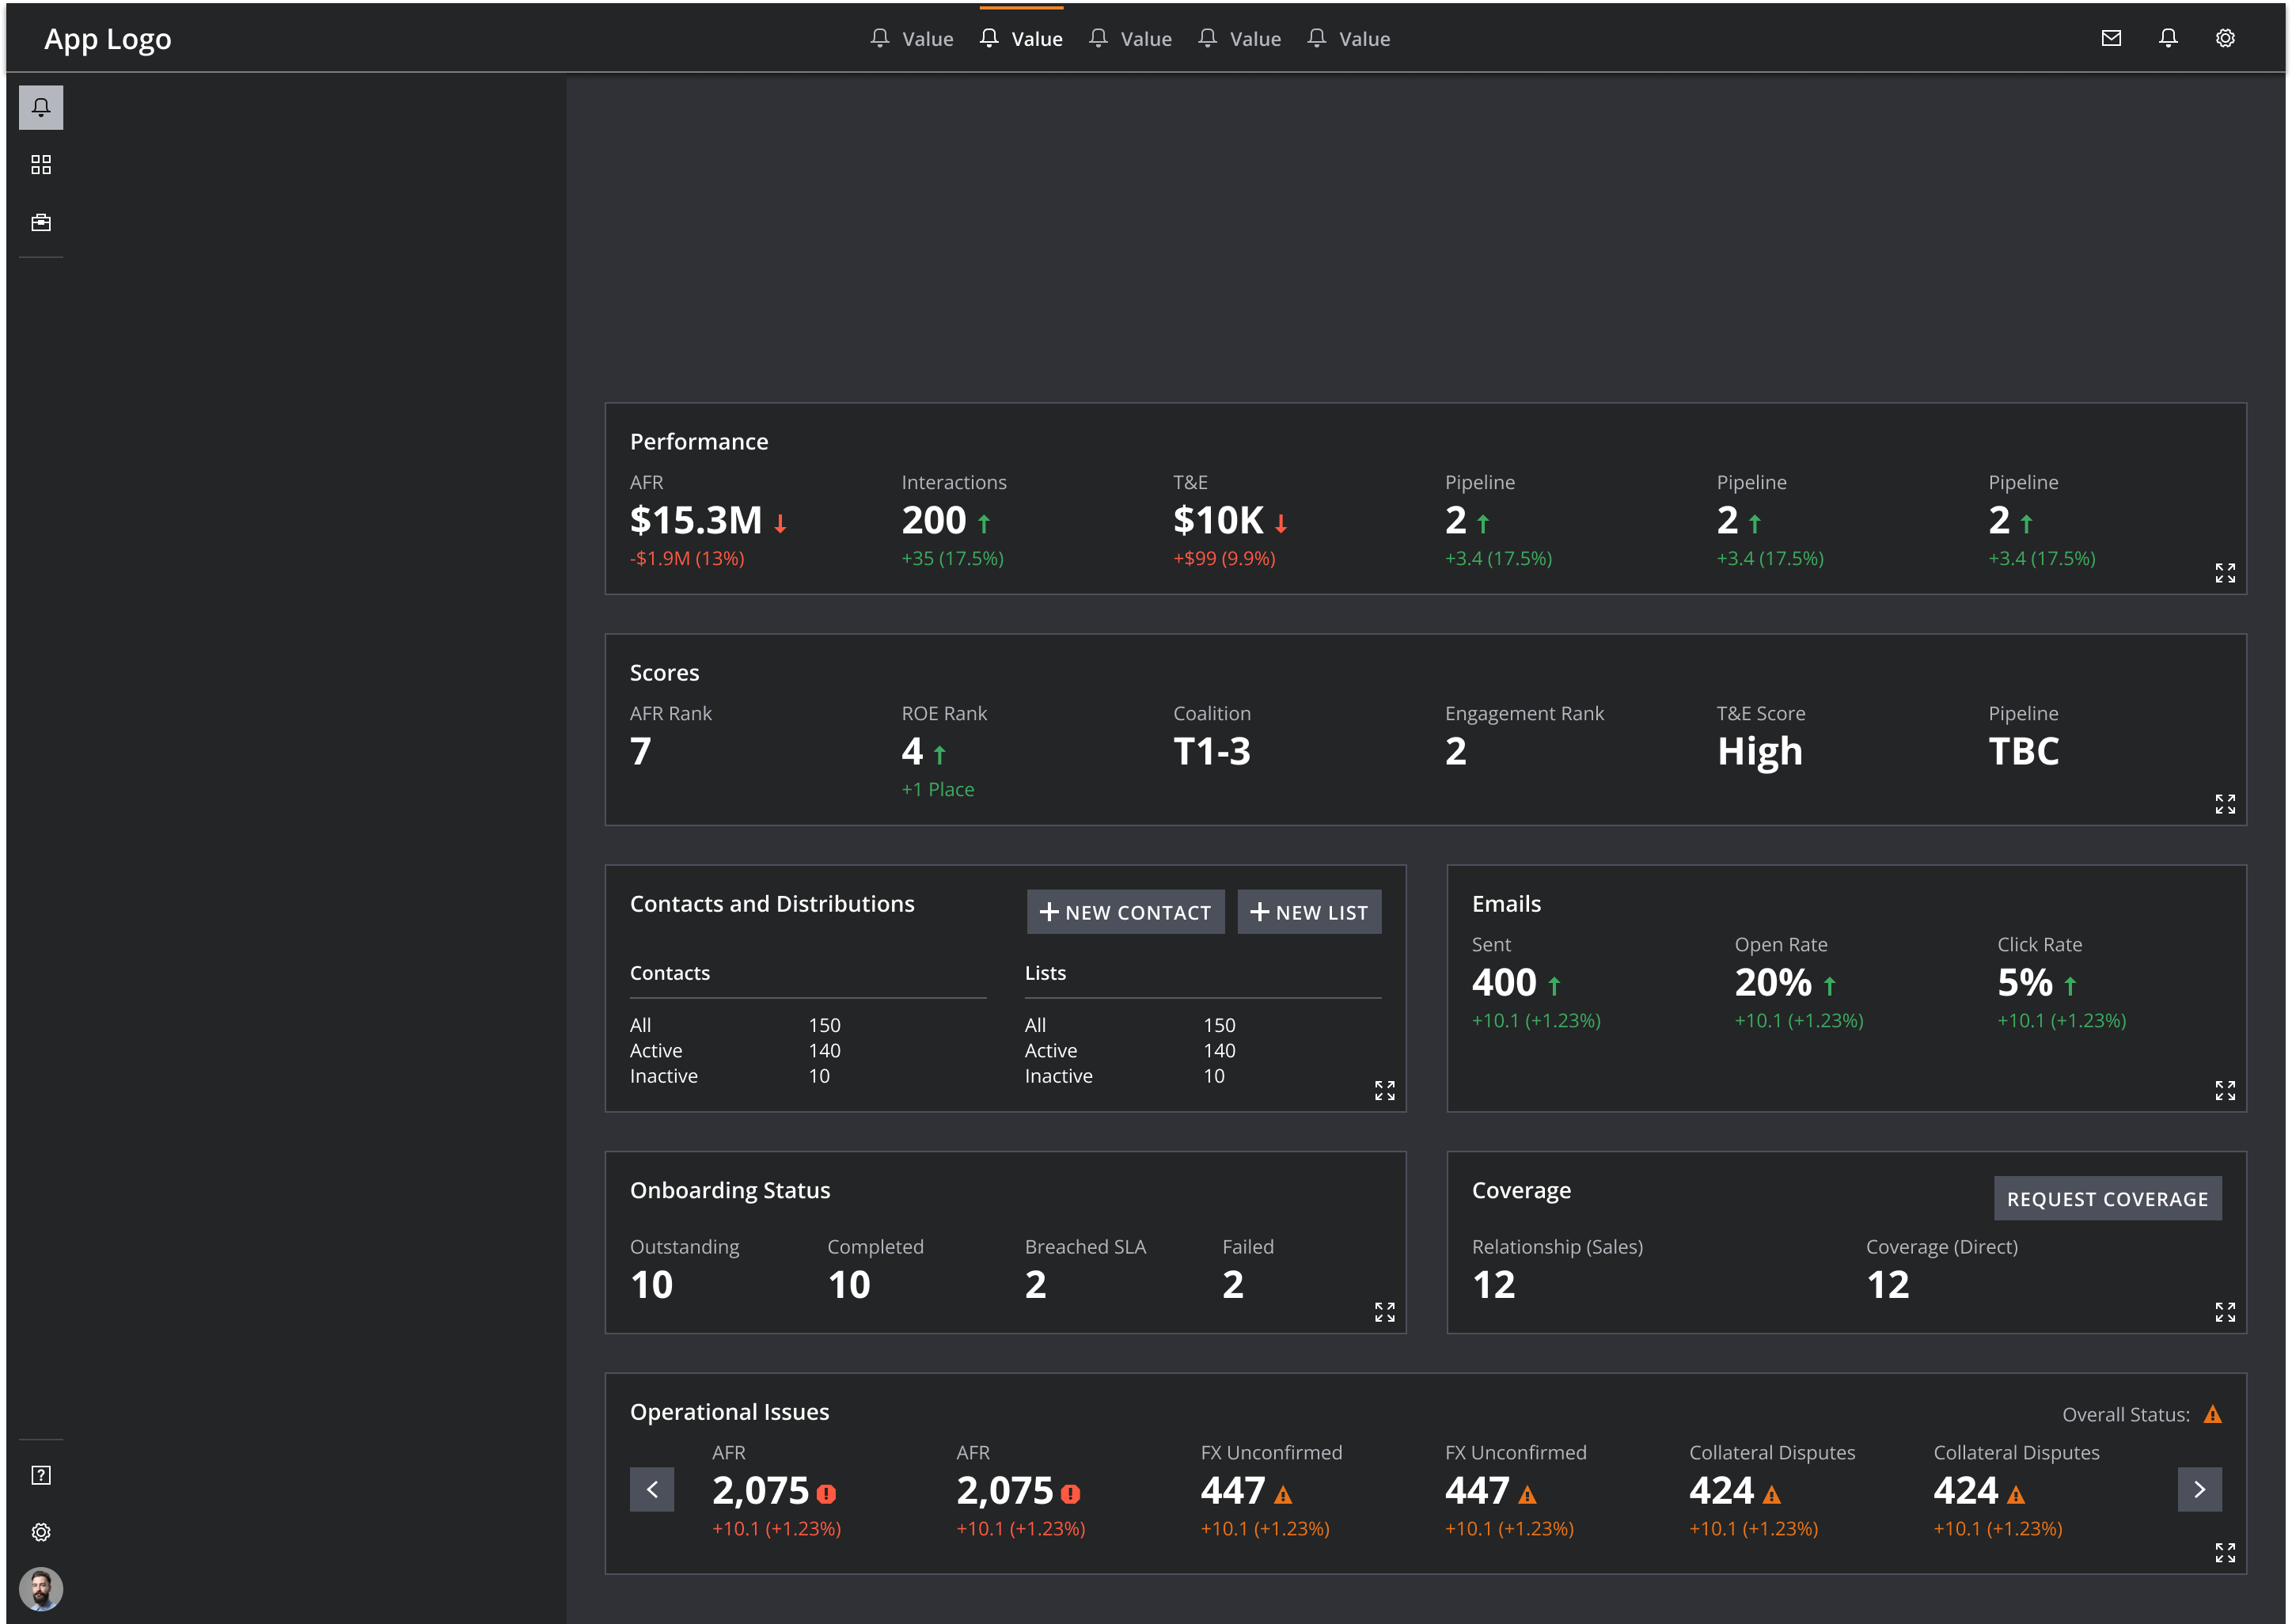 App Logo
Value Value Value Value Value
Performance
AFR Interactions T&E Pipeline Pipeline Pipeline
$15.3M 200 $10K 2 2 2
-$1.9M (13%) +35 (17.5%) +$99 (9.9%) +3.4 (17.5%) +3.4 (17.5%) +3.4 (17.5%)
Scores
AFR Rank ROE Rank Coalition Engagement Rank T&E Score Pipeline
7 4 T1-3 2 High TBC
+1 Place
Contacts and Distributions
NEW CONTACT NEW LIST
Contacts Lists
All 150 All 150
Active 140 Active 140
Inactive 10 Inactive 10
Emails
Sent Open Rate Click Rate
400 20% 5%
+10.1 (+1.23%) +10.1 (+1.23%) +10.1 (+1.23%)
Onboarding Status
Outstanding Completed Breached SLA Failed
10 10 2 2
Coverage
REQUEST COVERAGE
Relationship (Sales) Coverage (Direct)
12 12
Operational Issues
Overall Status:
AFR AFR FX Unconfirmed FX Unconfirmed Collateral Disputes Collateral Disputes
2,075 2,075 447 447 424 424
+10.1 (+1.23%) +10.1 (+1.23%) +10.1 (+1.23%) +10.1 (+1.23%) +10.1 (+1.23%) +10.1 (+1.23%)